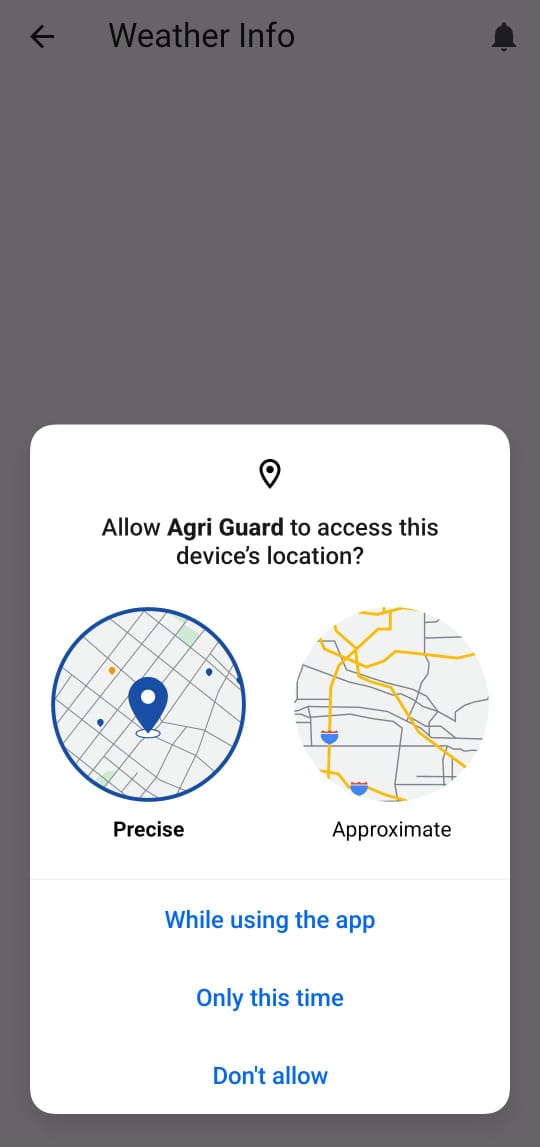 Weather Info
Allow Agri Guard to access this
device’s location?
Precise
Approximate
While using the app
Only this time
Don't allow